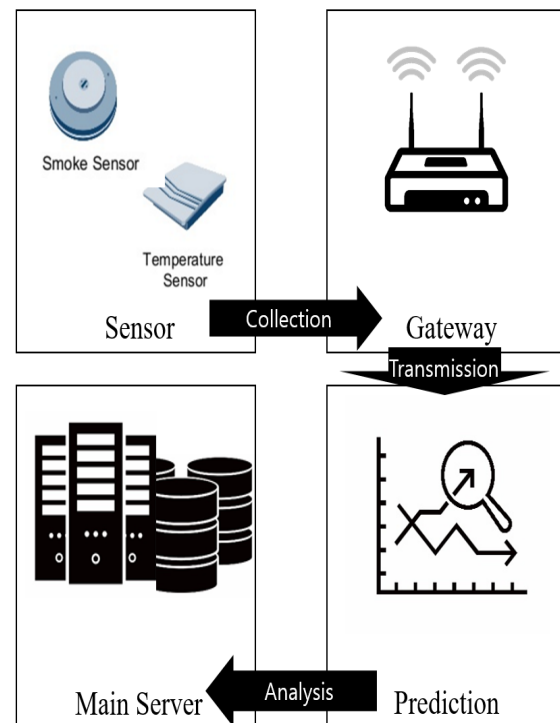 Smoke Sensor
Temperature
Sensor
Sensor
Collection
Gateway
Transmission
Main Server
Analysis
Prediction